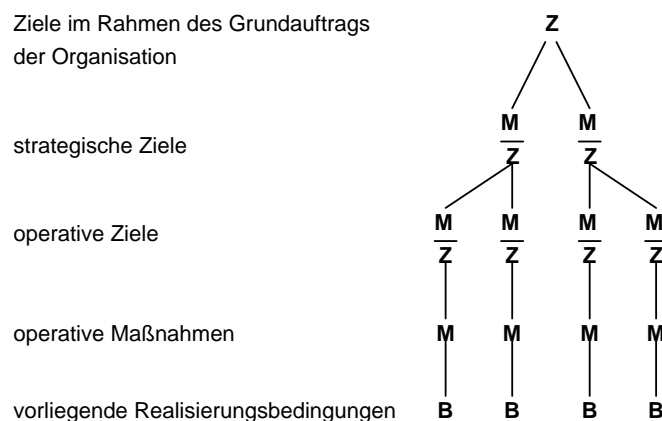 Ziele im Rahmen des Grundauftrags Z
der Organisation
M M
strategische Ziele
Z Z
M M M M
operative Ziele
Z Z Z Z
operative Maßnahmen M M M M
vorliegende Realisierungsbedingungen B B B B